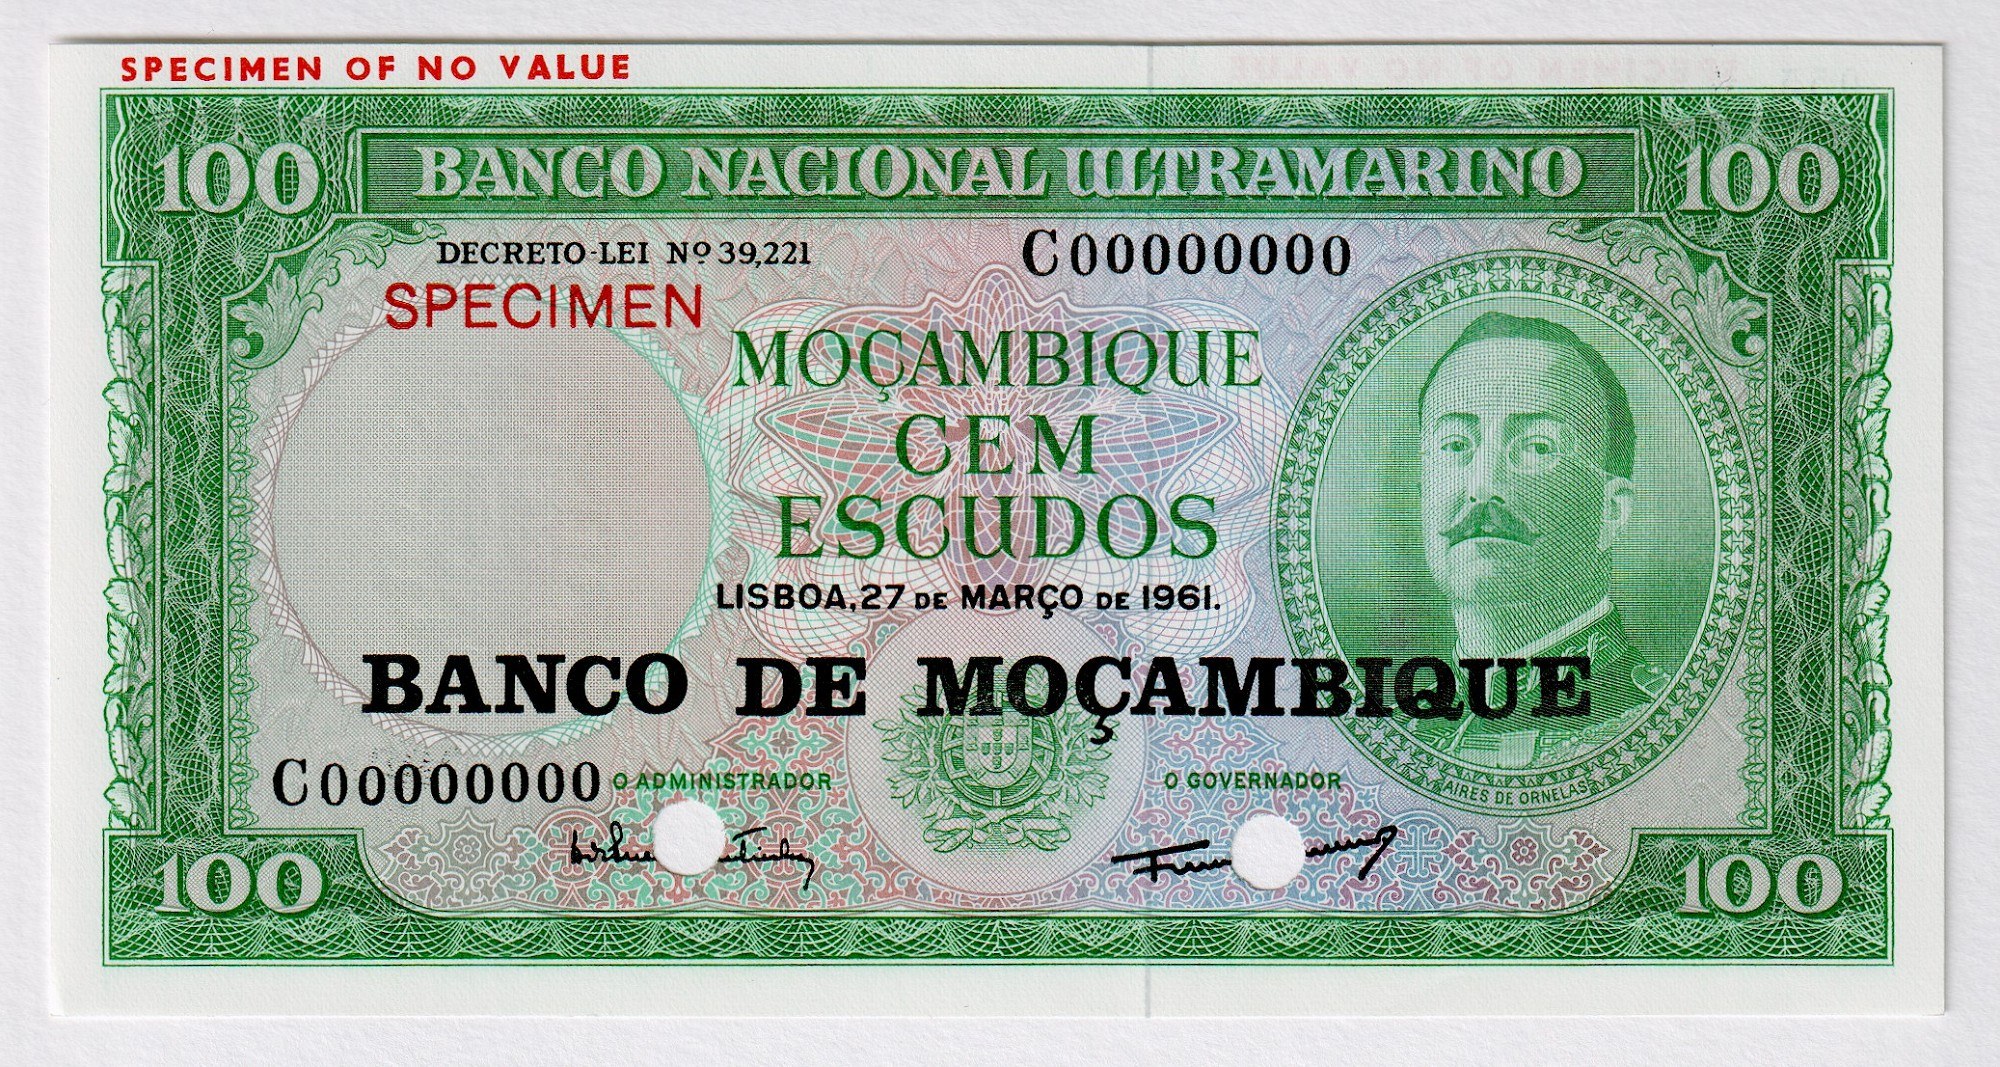 SPECIMEN OF NO VALUE
100 BANCO NACIONAL ULTRAMARINO 100
DECRETO-LEI Nº 39,221 C00000000
SPECIMEN
MOÇAMBIQUE
CEM
ESCUDOS
LISBOA, 27 DE MARÇO DE 1961.
BANCO DE MOÇAMBIQUE
C00000000 O ADMINISTRADOR O GOVERNADOR
AIRES DE ORNELAS
100 100